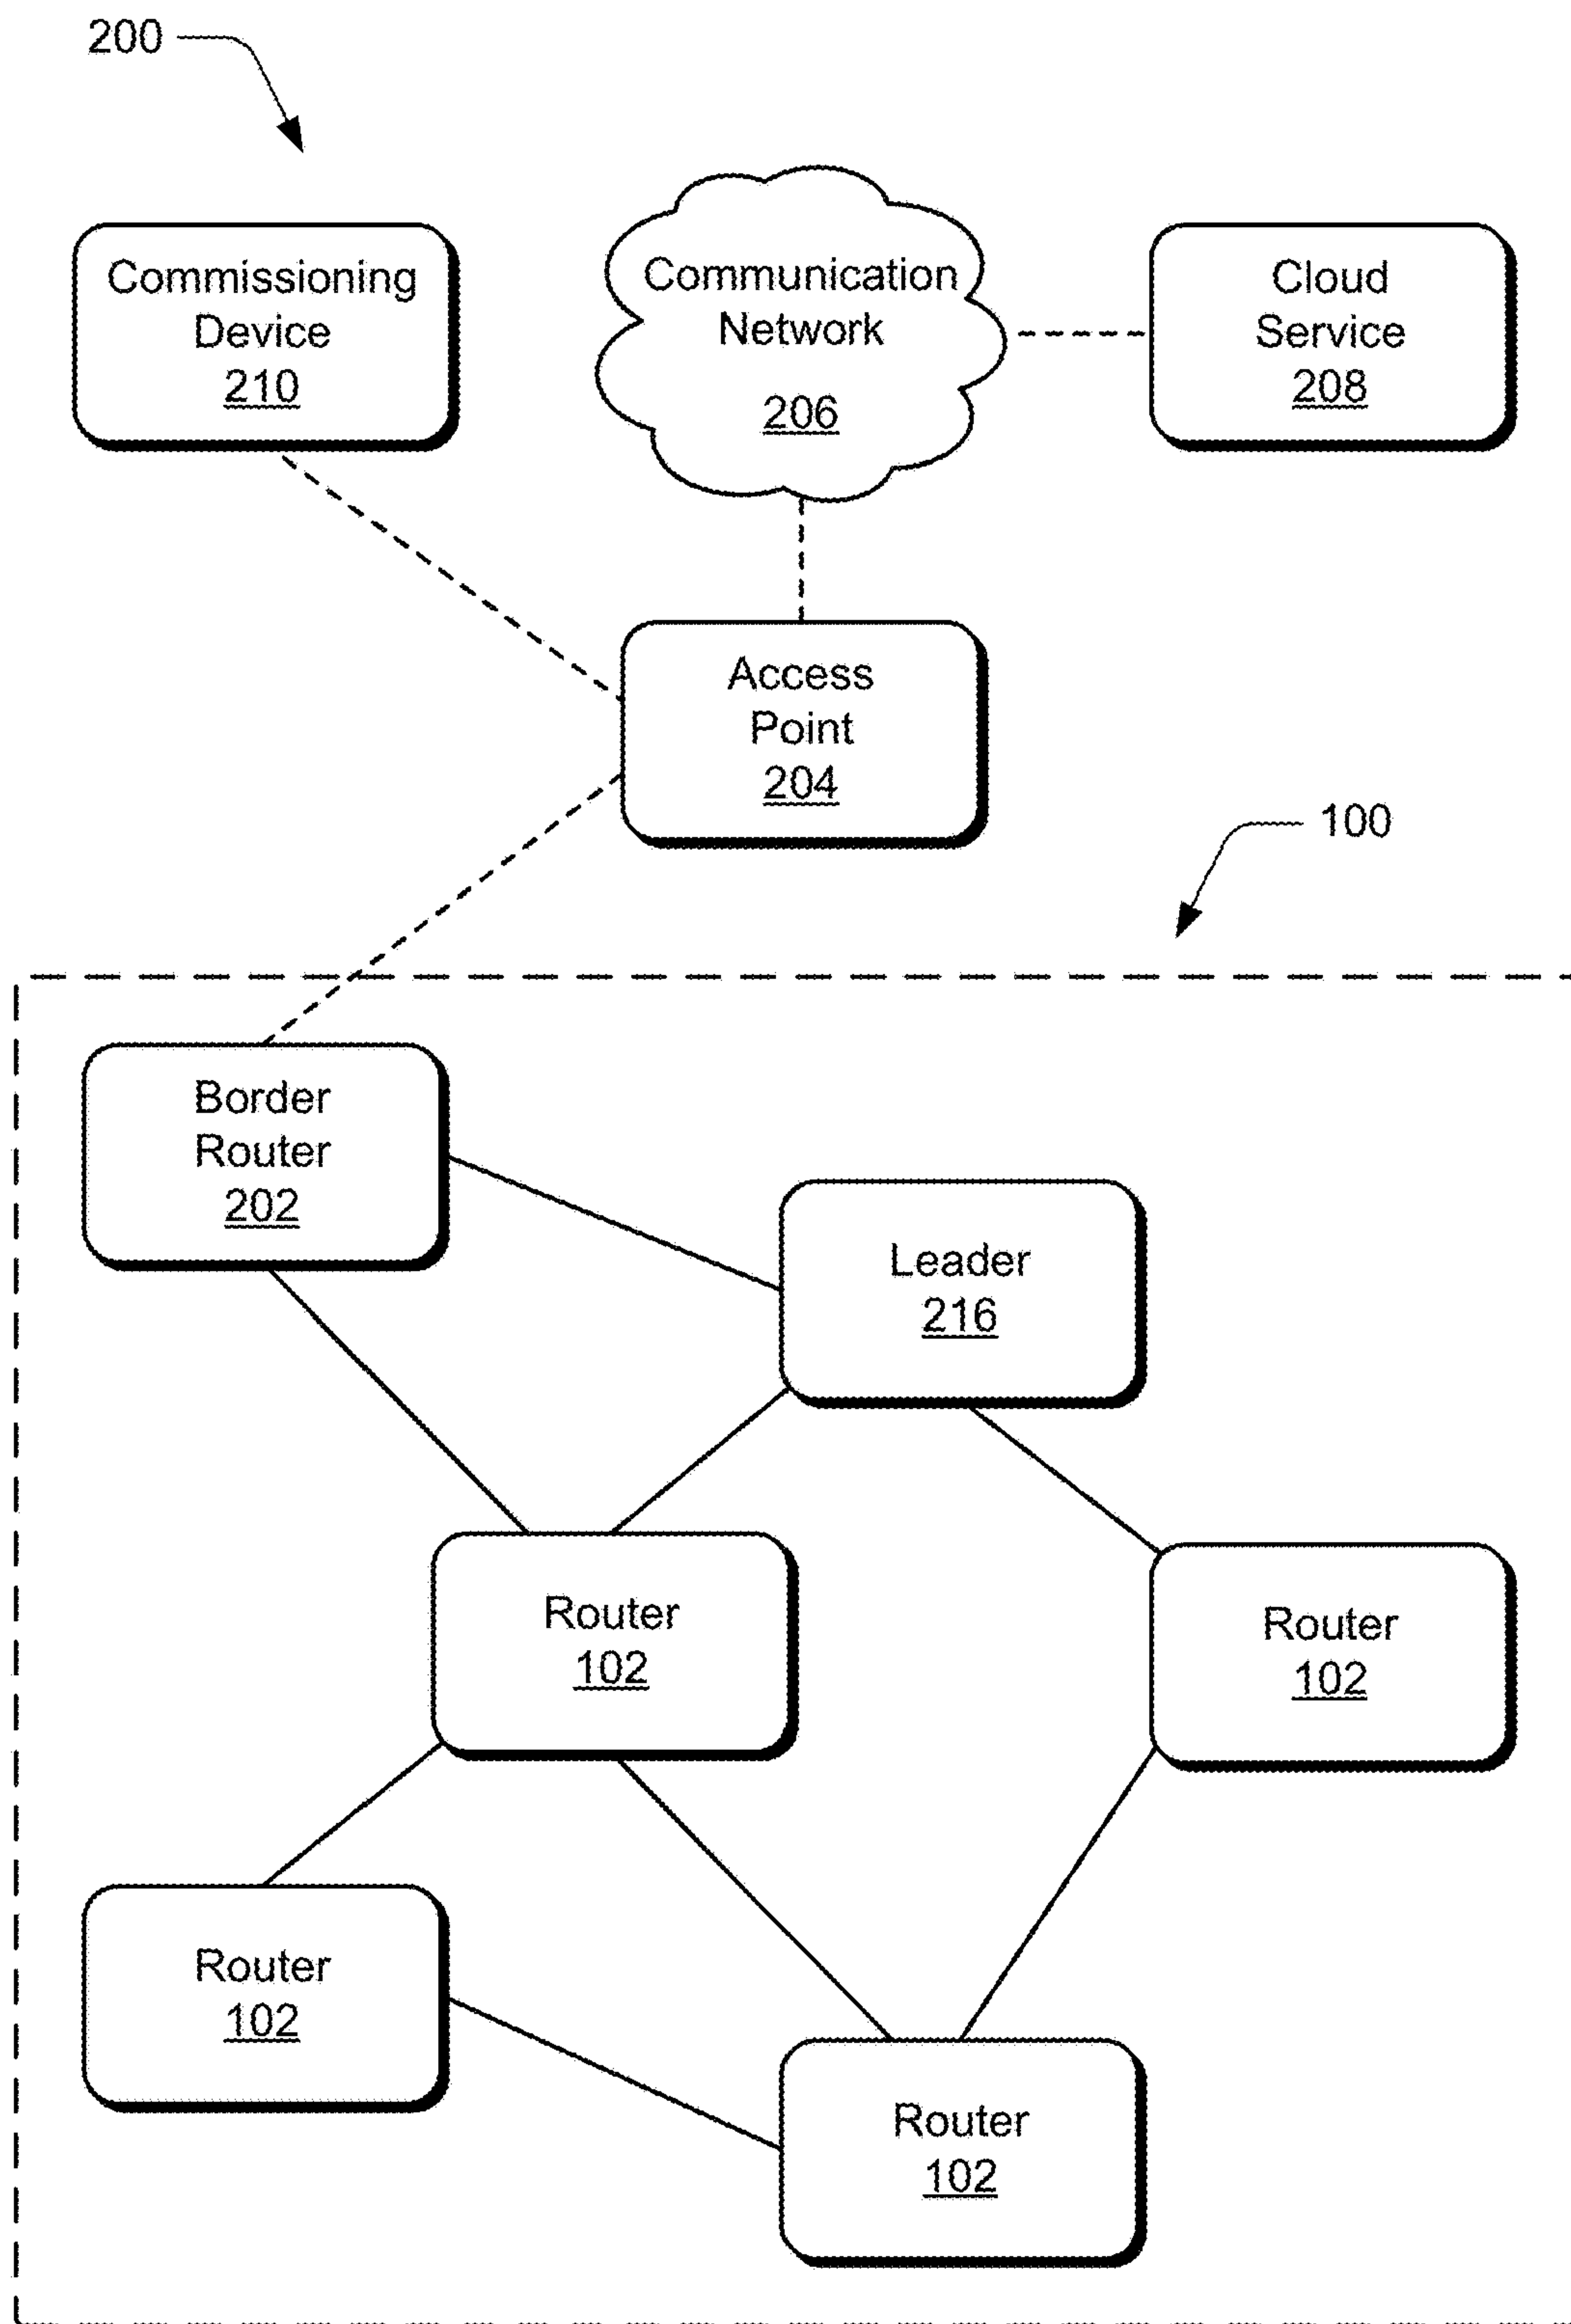 200
Commissioning
Device
210
Communication
Network
206
Cloud
Service
208
Access
Point
204
100
Border
Router
202
Leader
216
Router
102
Router
102
Router
102
Router
102